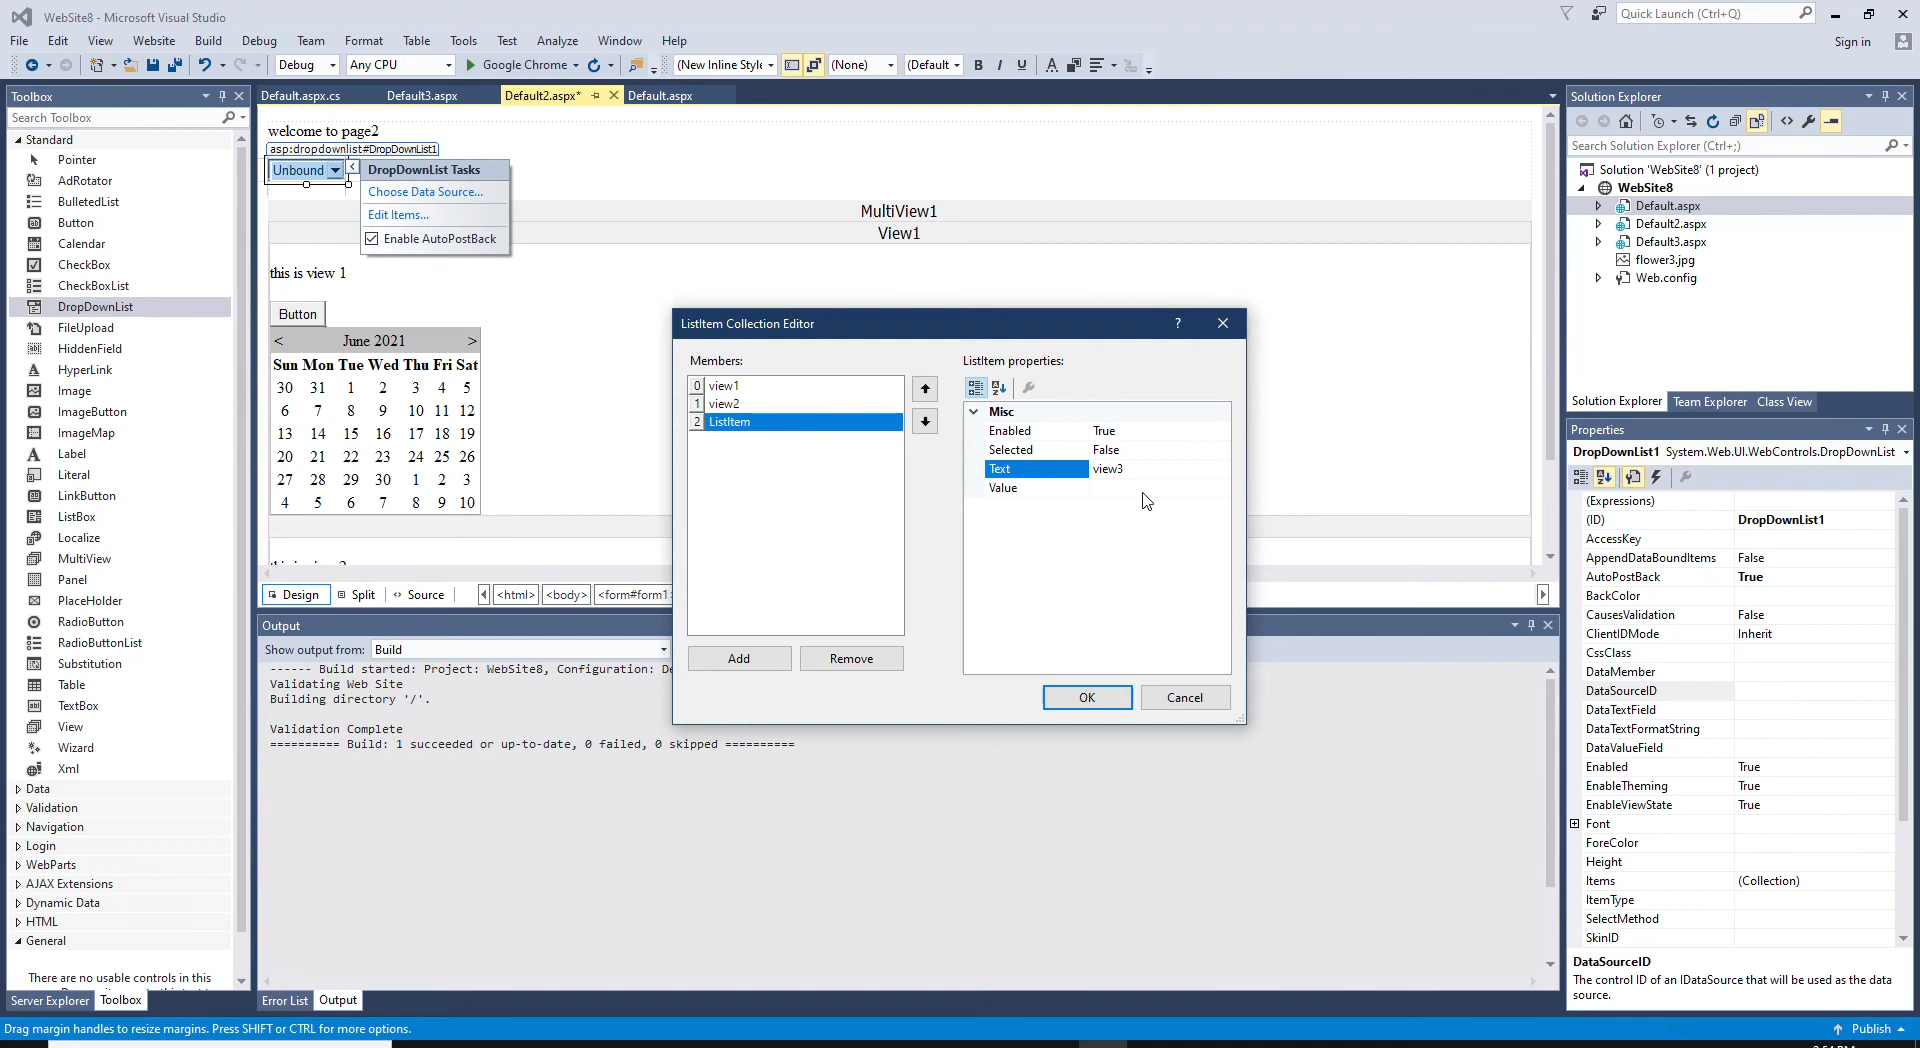 WebSite8 - Microsoft Visual Studio
Quick Launch (Ctrl+Q)
File Edit View Website Build Debug Team Format Table Tools Test Analyze Window Help
Sign in
Debug Any CPU Google Chrome (New Inline Style (None) (Default B I U A
Toolbox
Search Toolbox
Standard
Pointer
AdRotator
BulletedList
Button
Calendar
CheckBox
CheckBoxList
DropDownList
FileUpload
HiddenField
HyperLink
Image
ImageButton
ImageMap
Label
Literal
LinkButton
ListBox
Localize
MultiView
Panel
PlaceHolder
RadioButton
RadioButtonList
Substitution
Table
TextBox
View
Wizard
Xml
Data
Validation
Navigation
Login
WebParts
AJAX Extensions
Dynamic Data
HTML
General
There are no usable controls in this
Server Explorer Toolbox
Default.aspx.cs Default3.aspx Default2.aspx* Default.aspx
welcome to page2
asp:dropdownlist#DropDownList1
Unbound
DropDownList Tasks
Choose Data Source...
Edit Items...
Enable AutoPostBack
MultiView1
View1
this is view 1
Button
< June 2021 >
Sun Mon Tue Wed Thu Fri Sat
30 31 1 2 3 4 5
6 7 8 9 10 11 12
13 14 15 16 17 18 19
20 21 22 23 24 25 26
27 28 29 30 1 2 3
4 5 6 7 8 9 10
Design Split Source <html> <body> <form#form1
ListItem Collection Editor ?
Members:
0 view1
1 view2
2 ListItem
Add Remove
ListItem properties:
Misc
Enabled True
Selected False
Text view3
Value
OK Cancel
Output
Show output from: Build
------ Build started: Project: WebSite8, Configuration: De
Validating Web Site
Building directory '/'.
Validation Complete
========== Build: 1 succeeded or up-to-date, 0 failed, 0 skipped ==========
Error List Output
Solution Explorer
Search Solution Explorer (Ctrl+;)
Solution 'WebSite8' (1 project)
WebSite8
Default.aspx
Default2.aspx
Default3.aspx
flower3.jpg
Web.config
Solution Explorer Team Explorer Class View
Properties
DropDownList1 System.Web.UI.WebControls.DropDownList
(Expressions)
(ID) DropDownList1
AccessKey
AppendDataBoundItems False
AutoPostBack True
BackColor
CausesValidation False
ClientIDMode Inherit
CssClass
DataMember
DataSourceID
DataTextField
DataTextFormatString
DataValueField
Enabled True
EnableTheming True
EnableViewState True
Font
ForeColor
Height
Items (Collection)
ItemType
SelectMethod
SkinID
DataSourceID
The control ID of an IDataSource that will be used as the data
source.
Drag margin handles to resize margins. Press SHIFT or CTRL for more options.
Publish